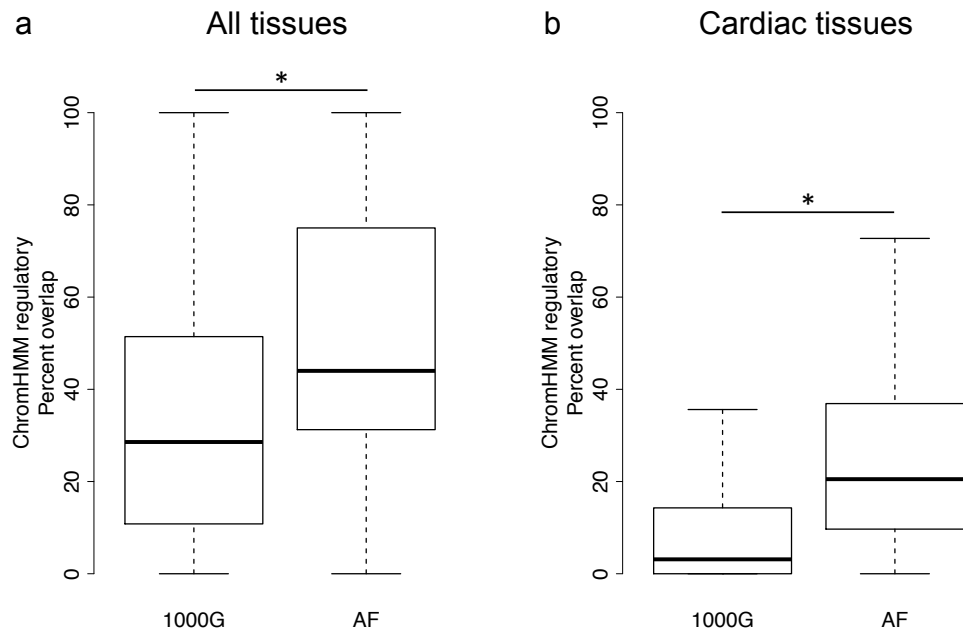 a All tissues
*
ChromHMM regulatory
Percent overlap
100
80
60
40
20
0
1000G AF
b Cardiac tissues
*
ChromHMM regulatory
Percent overlap
100
80
60
40
20
0
1000G AF